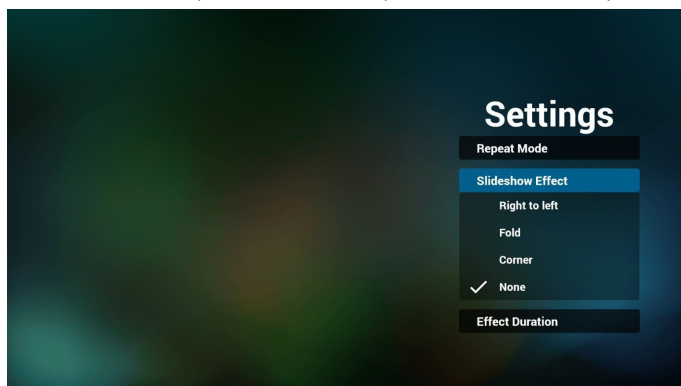 Settings
Repeat Mode
Slideshow Effect
Right to left
Fold
Corner
None
Effect Duration